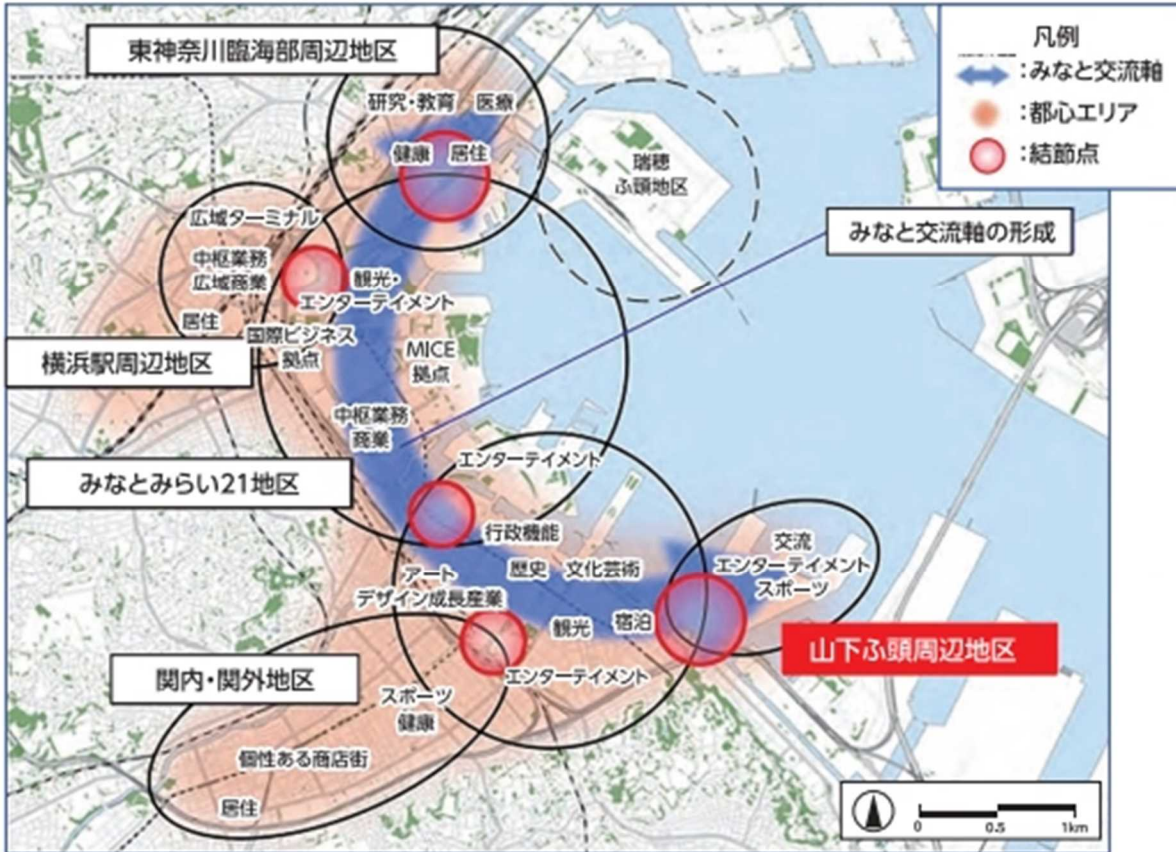 東神奈川臨海部周辺地区
凡例
:みなと交流軸
:都心エリア
:結節点
研究・教育 医療
健康 居住
瑞穂
ふ頭地区
広域ターミナル
中枢業務
広域商業
居住
観光・
エンターテイメント
みなと交流軸の形成
国際ビジネス
拠点
MICE
拠点
横浜駅周辺地区
中枢業務
商業
みなとみらい21地区
エンターテイメント
行政機能
歴史 文化芸術
交流
エンターテイメント
スポーツ
アート
デザイン成長産業
観光
宿泊
山下ふ頭周辺地区
関内・関外地区
エンターテイメント
スポーツ
健康
個性ある商店街
居住
0 0.5 1km